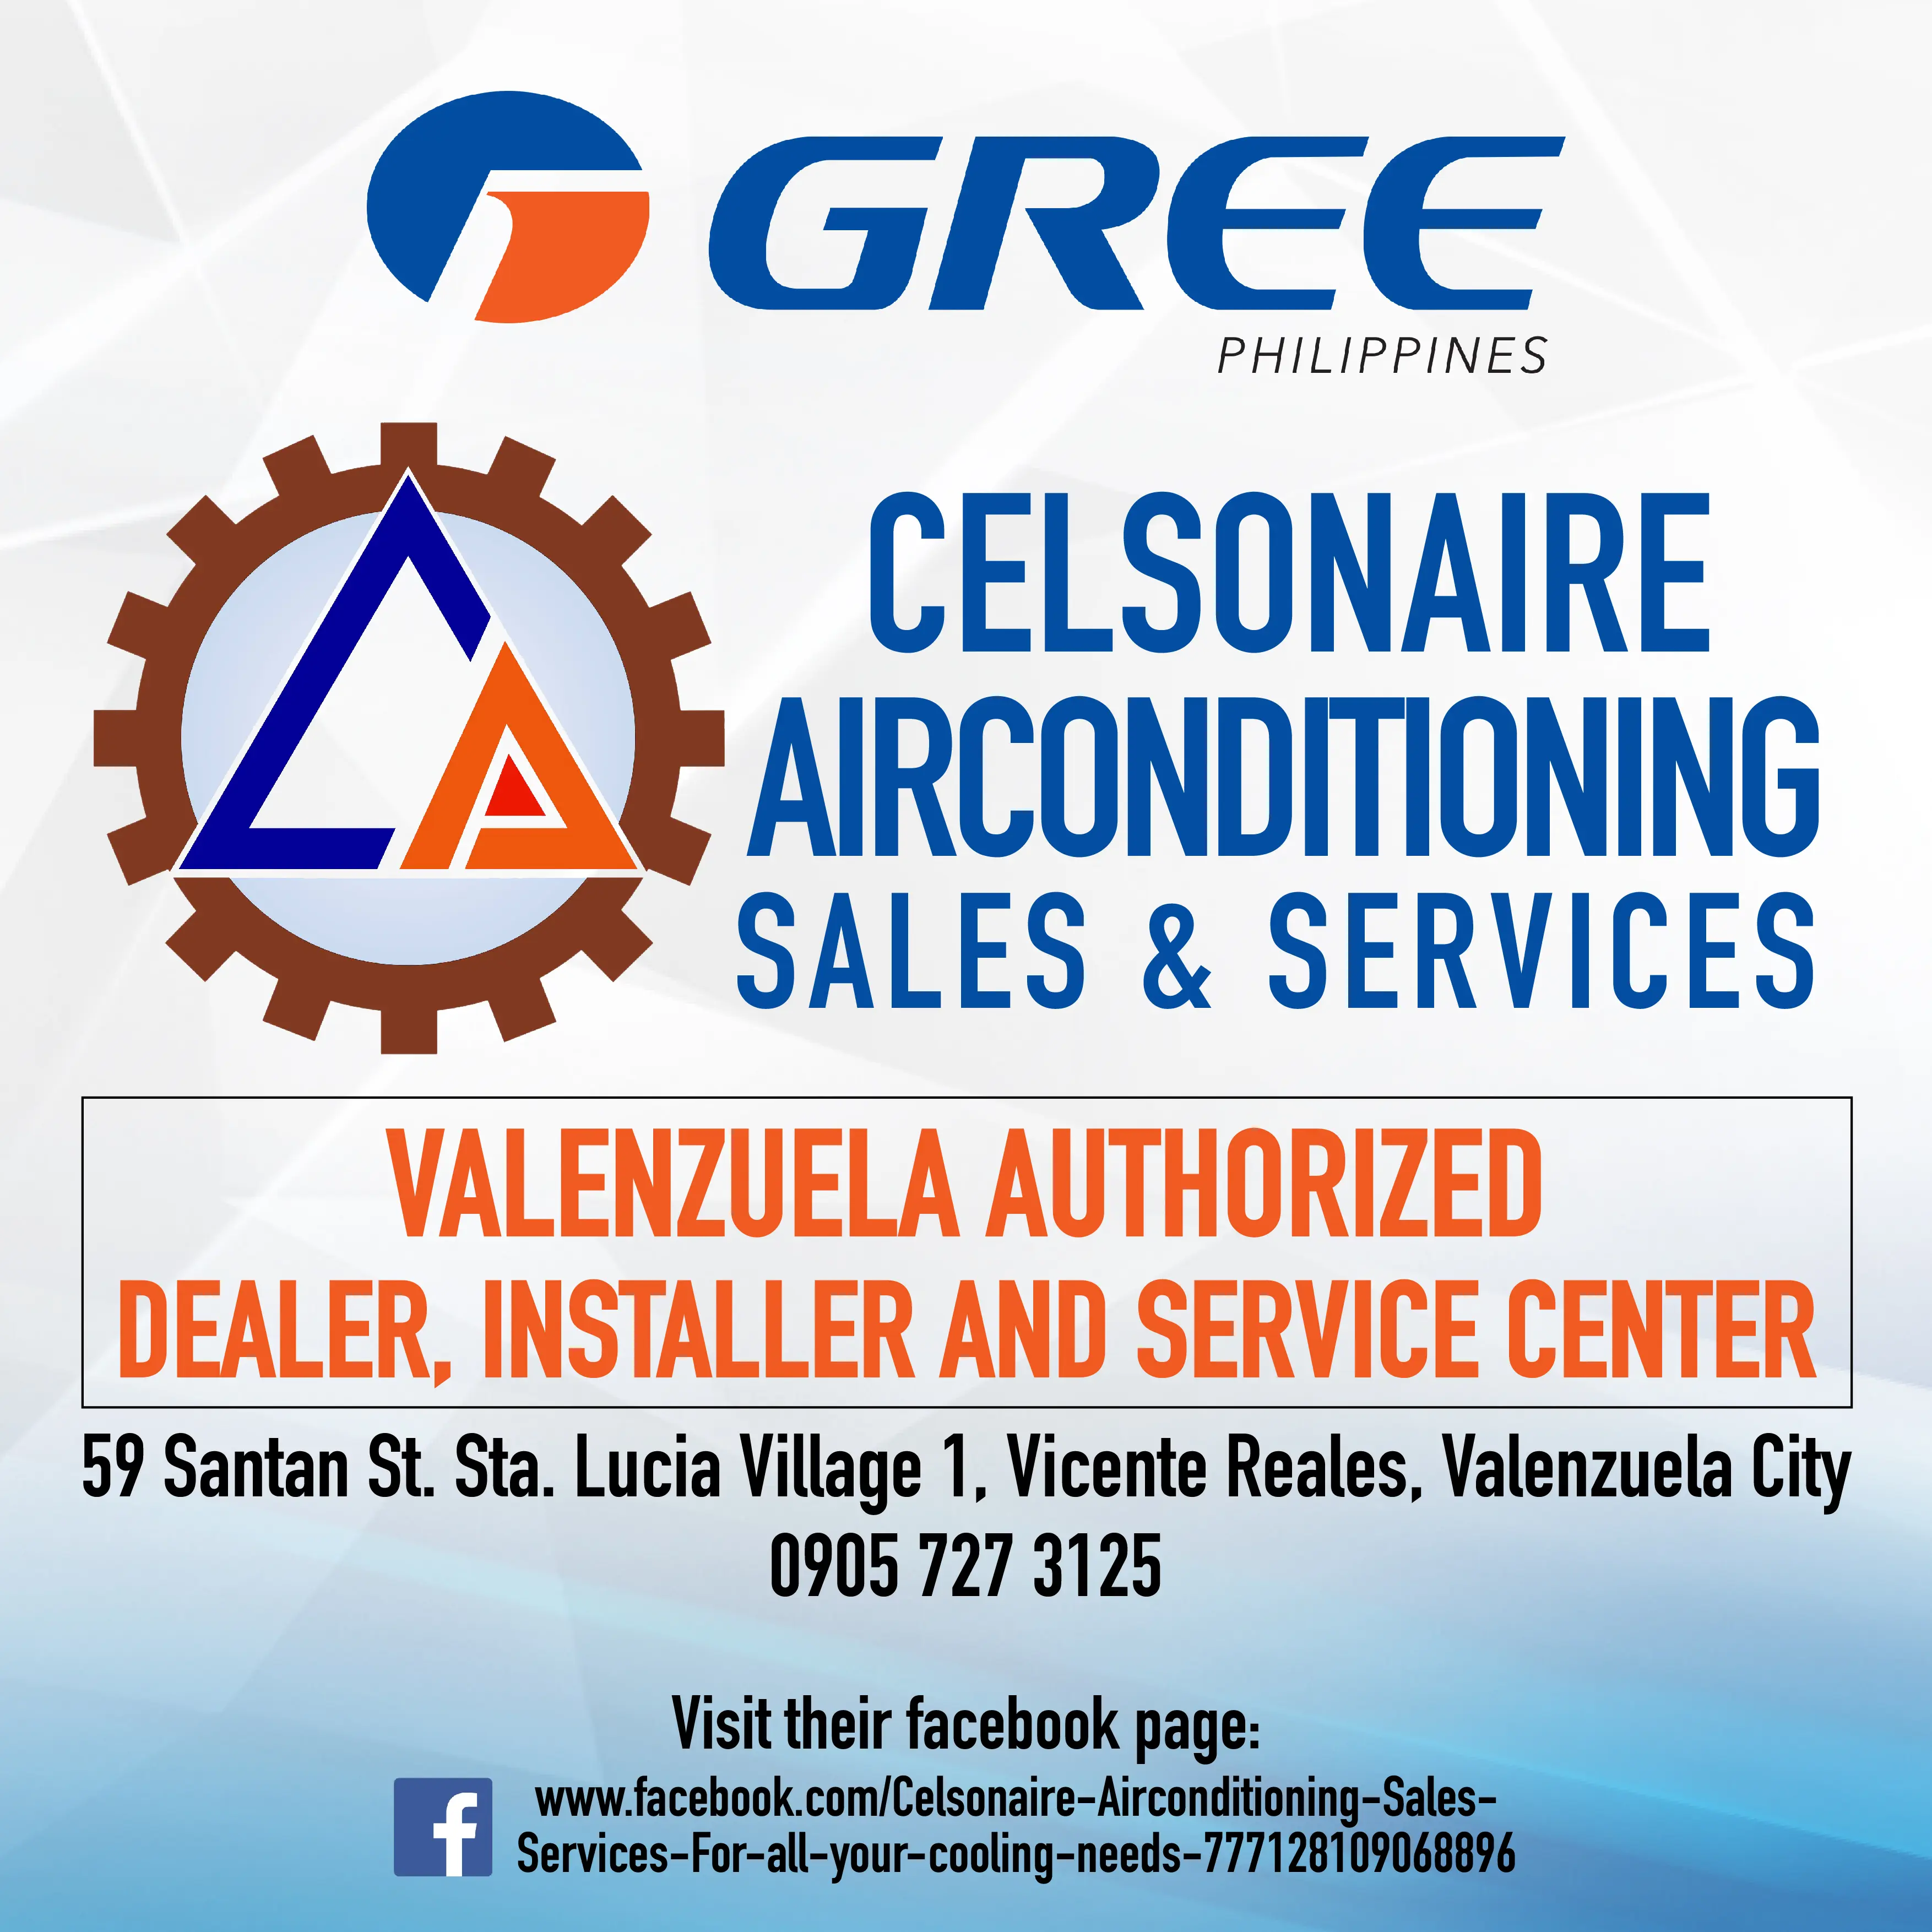 GREE
PHILIPPINES
CELSONAIRE
AIRCONDITIONING
SALES & SERVICES
VALENZUELA AUTHORIZED
DEALER, INSTALLER AND SERVICE CENTER
59 Santan St. Sta. Lucia Village 1, Vicente Reales, Valenzuela City
0905 727 3125
Visit their facebook page:
www.facebook.com/Celsonaire-Airconditioning-Sales-
Services-For-all-your-cooling-needs-777128109068896